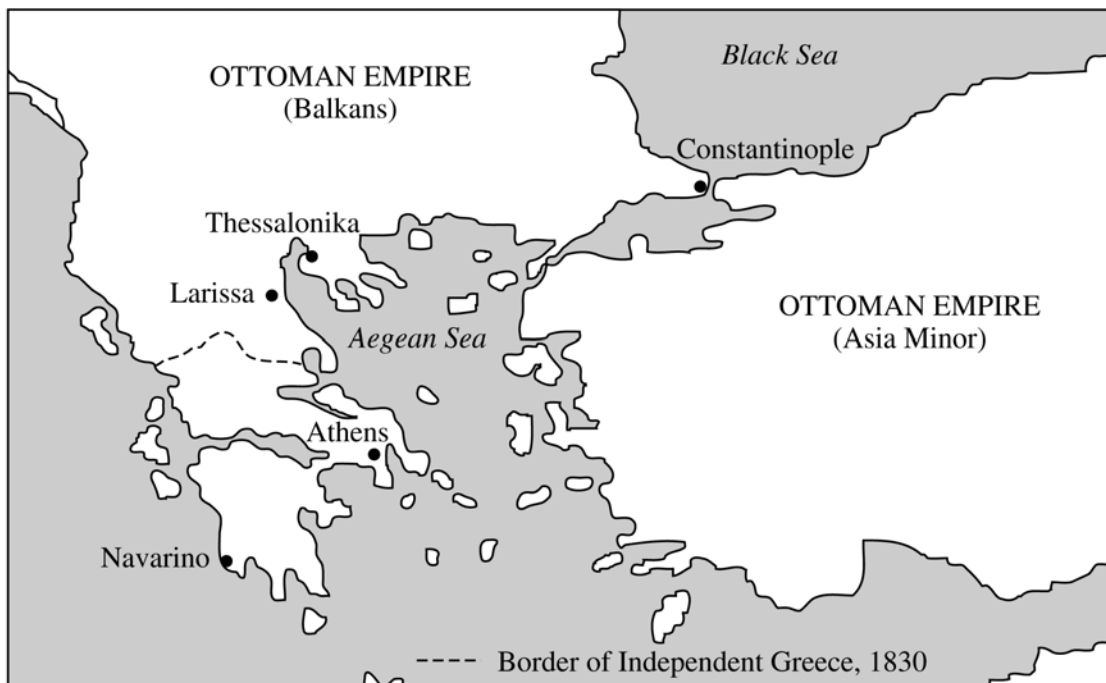 Black Sea
OTTOMAN EMPIRE
(Balkans)
Constantinople
Thessalonika
Larissa
OTTOMAN EMPIRE
(Asia Minor)
Aegean Sea
Athens
Navarino
Border of Independent Greece, 1830